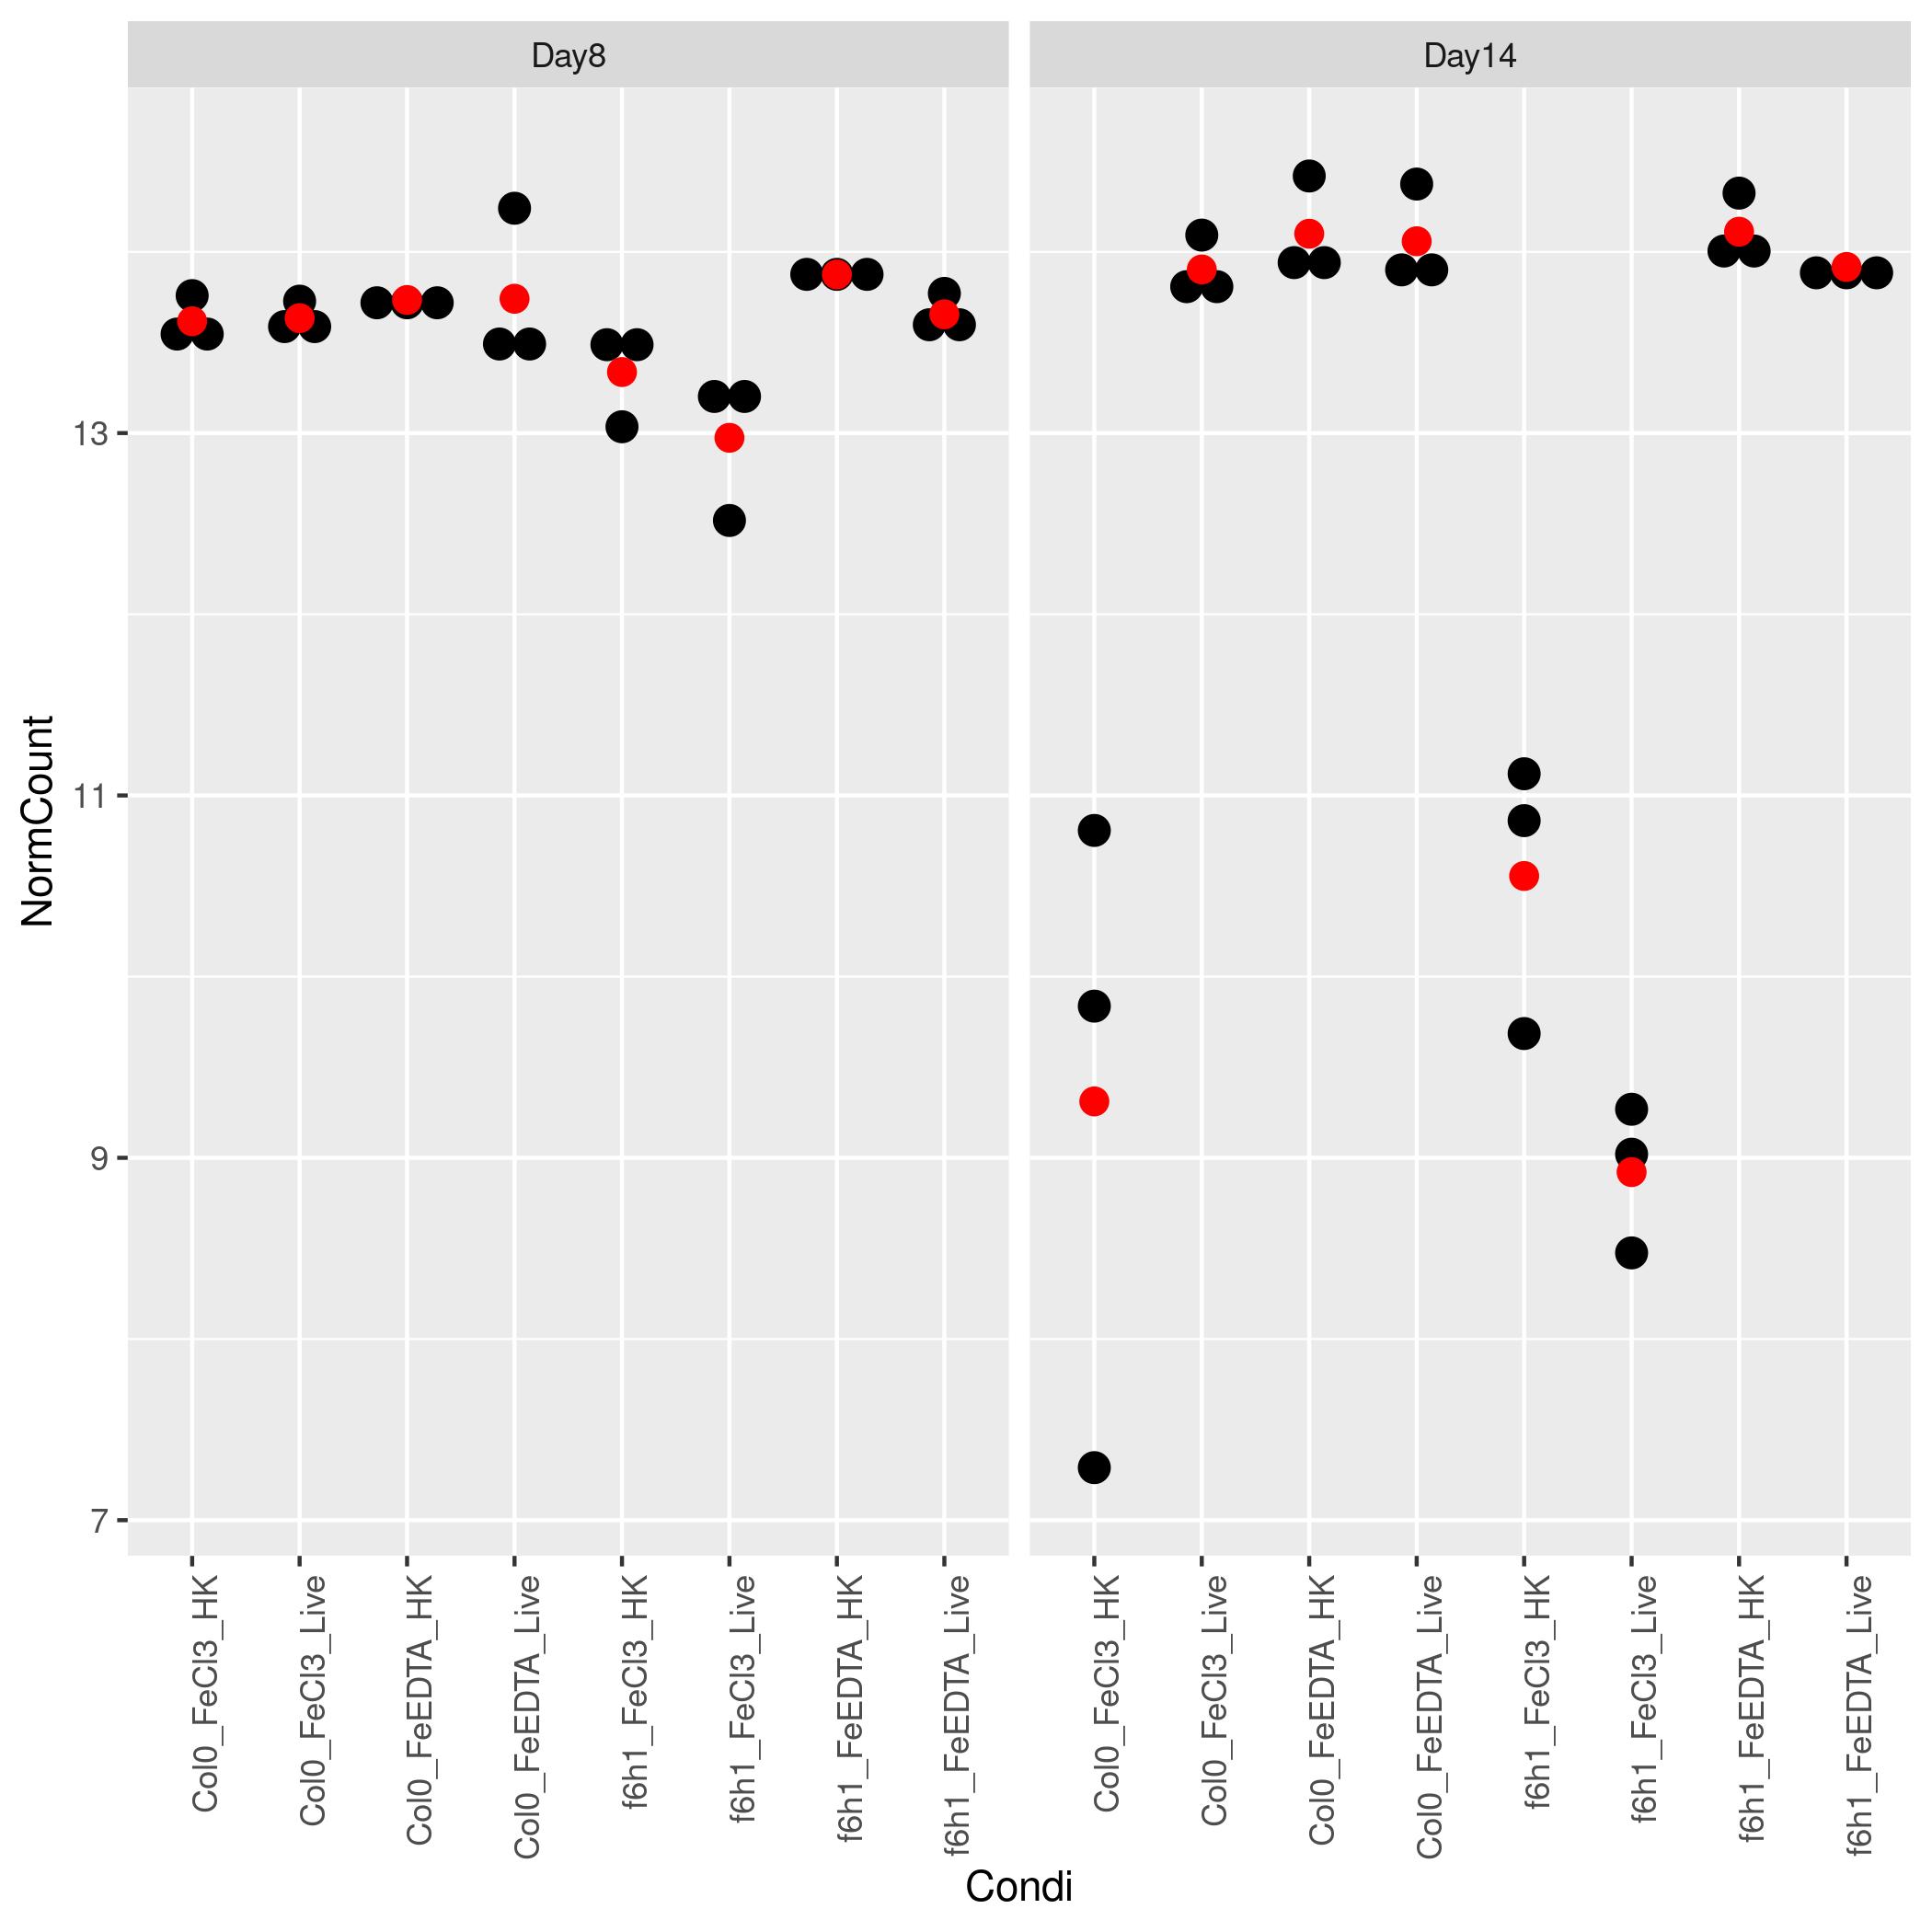 Day8
Day14
NormCount
13
11
9
7
Col0_FeCl3_HK
Col0_FeCl3_Live
Col0_FeEDTA_HK
Col0_FeEDTA_Live
f6h1_FeCl3_HK
f6h1_FeCl3_Live
f6h1_FeEDTA_HK
f6h1_FeEDTA_Live
Col0_FeCl3_HK
Col0_FeCl3_Live
Col0_FeEDTA_HK
Col0_FeEDTA_Live
f6h1_FeCl3_HK
f6h1_FeCl3_Live
f6h1_FeEDTA_HK
f6h1_FeEDTA_Live
Condi